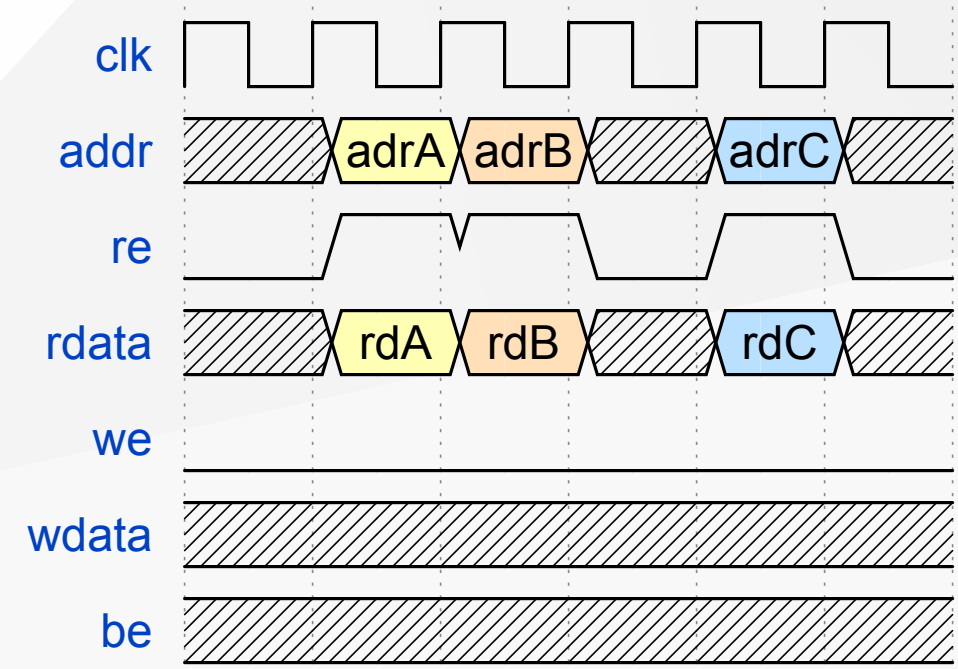 clk
addr adrA adrB adrC
re
rdata rdA rdB rdC
we
wdata
be